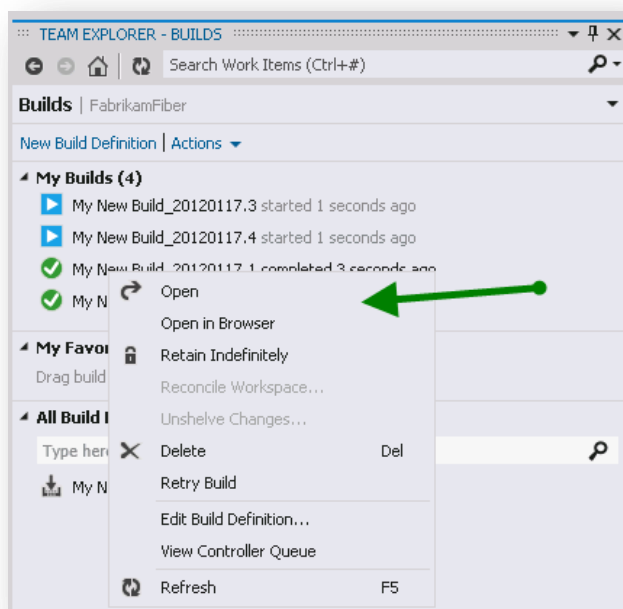 TEAM EXPLORER - BUILDS
Search Work Items (Ctrl+#)
Builds | FabrikamFiber
New Build Definition | Actions
My Builds (4)
My New Build_20120117.3 started 1 seconds ago
My New Build_20120117.4 started 1 seconds ago
My New Build_20120117.1 completed 3 seconds ago
My N
Open
Open in Browser
My Favor
Retain Indefinitely
Drag build
Reconcile Workspace...
All Build
Unshelve Changes...
Type here
Delete Del
My N
Retry Build
Edit Build Definition...
View Controller Queue
Refresh F5